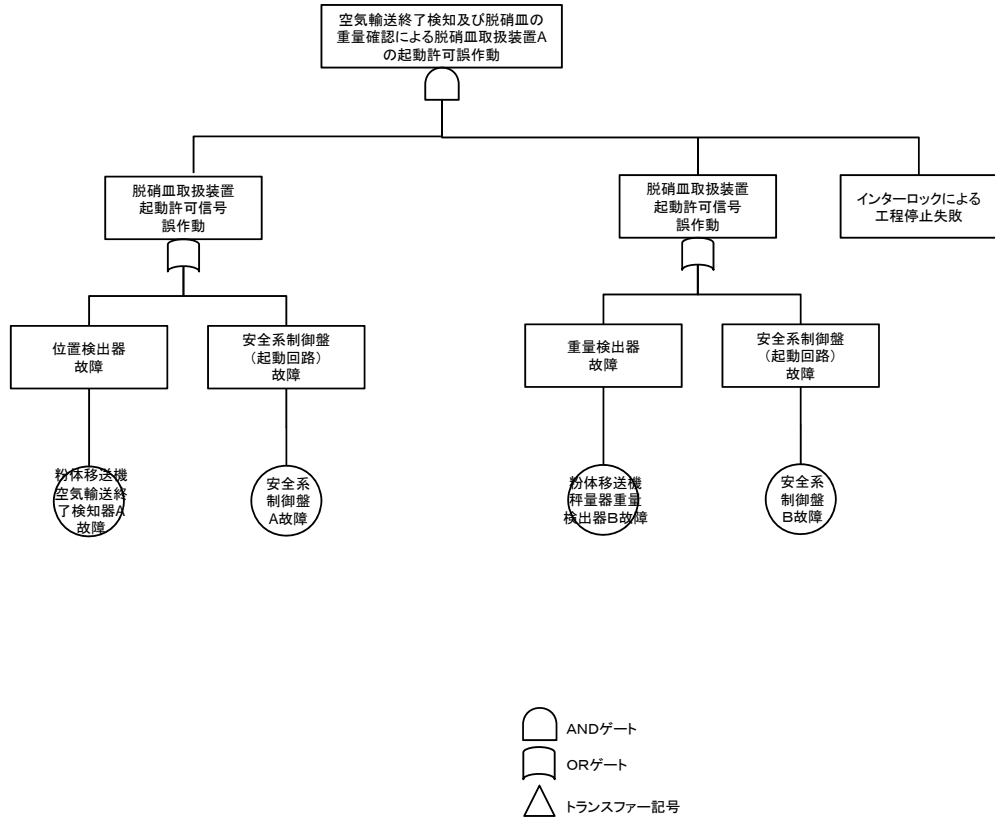 空気輸送終了検知及び脱硝皿の
重量確認による脱硝皿取扱装置A
の起動許可誤作動
脱硝皿取扱装置
起動許可信号
誤作動
脱硝皿取扱装置
起動許可信号
誤作動
インターロックによる
工程停止失敗
位置検出器
故障
安全系制御盤
(起動回路)
故障
重量検出器
故障
安全系制御盤
(起動回路)
故障
粉体移送機
空気輸送終
了検知器A
故障
安全系
制御盤
A故障
粉体移送機
秤量器重量
検出器B故障
安全系
制御盤
B故障
ANDゲート
ORゲート
トランスファー記号